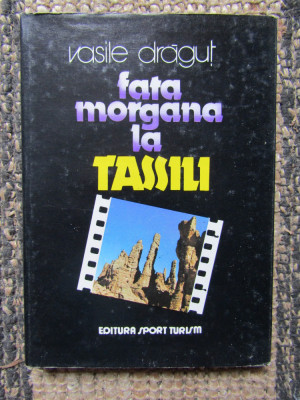 vasile drăguț
fata
morgana
la
TASSILI
EDITURA SPORT TURISM